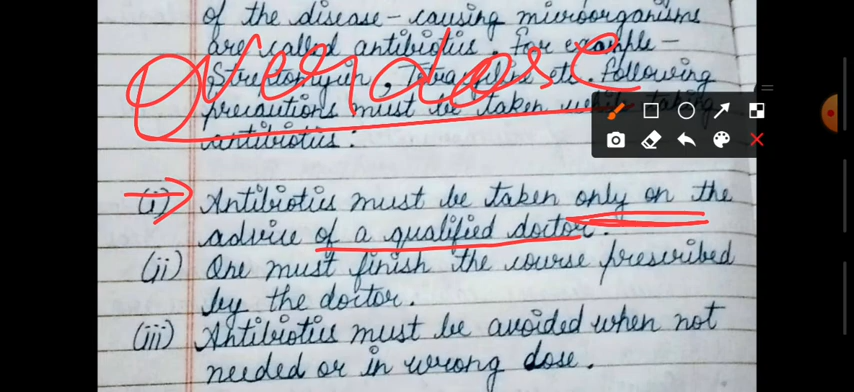 of the disease - causing microorganisms
are called antibiotics. For example -
Streptomycin, Tetracycline etc. Following
precautions must be taken while taking
antibiotics :
overdose
(i) Antibiotics must be taken only on the
advice of a qualified doctor.
(ii) One must finish the course prescribed
by the doctor.
(iii) Antibiotics must be avoided when not
needed or in wrong dose.